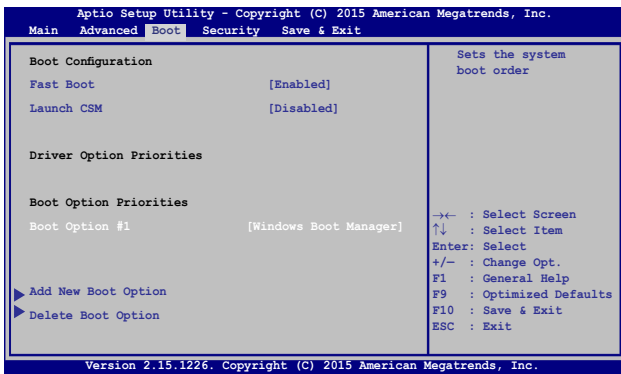 Aptio Setup Utility - Copyright (C) 2015 American Megatrends, Inc.
Main Advanced Boot Security Save & Exit
Boot Configuration
Fast Boot [Enabled]
Launch CSM [Disabled]
Driver Option Priorities
Boot Option Priorities
Boot Option #1 [Windows Boot Manager]
Add New Boot Option
Delete Boot Option
Sets the system
boot order
→← : Select Screen
↑↓ : Select Item
Enter: Select
+/— : Change Opt.
F1 : General Help
F9 : Optimized Defaults
F10 : Save & Exit
ESC : Exit
Version 2.15.1226. Copyright (C) 2015 American Megatrends, Inc.